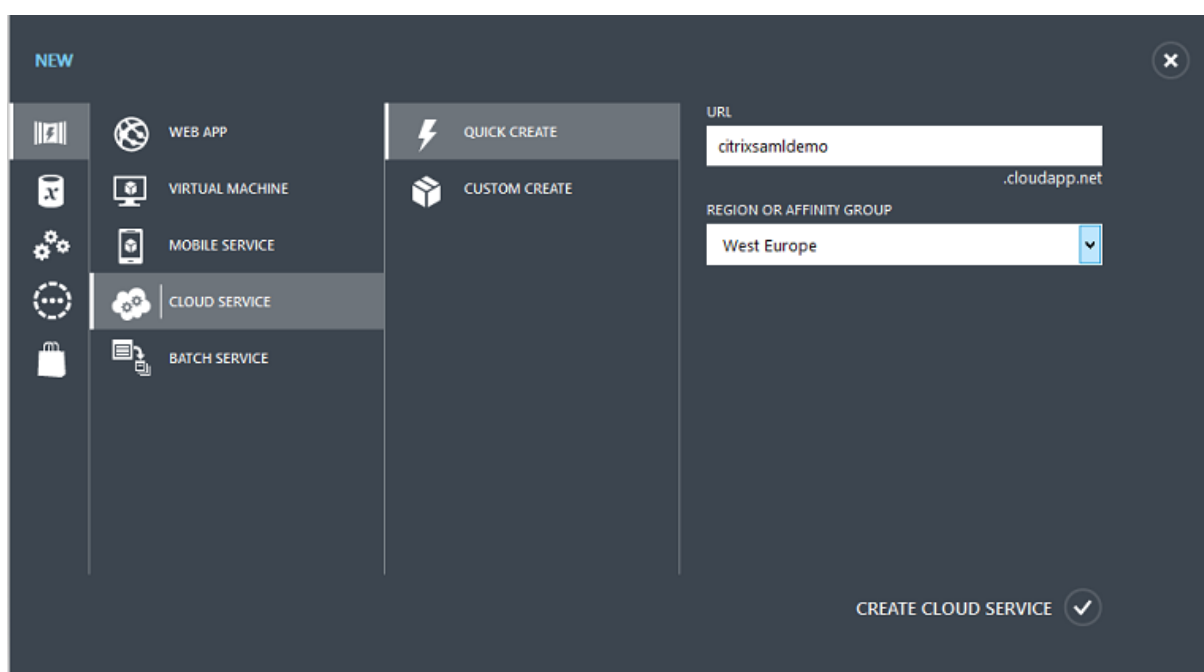 NEW
WEB APP
VIRTUAL MACHINE
MOBILE SERVICE
CLOUD SERVICE
BATCH SERVICE
QUICK CREATE
CUSTOM CREATE
URL
citrixsamldemo
.cloudapp.net
REGION OR AFFINITY GROUP
West Europe
CREATE CLOUD SERVICE